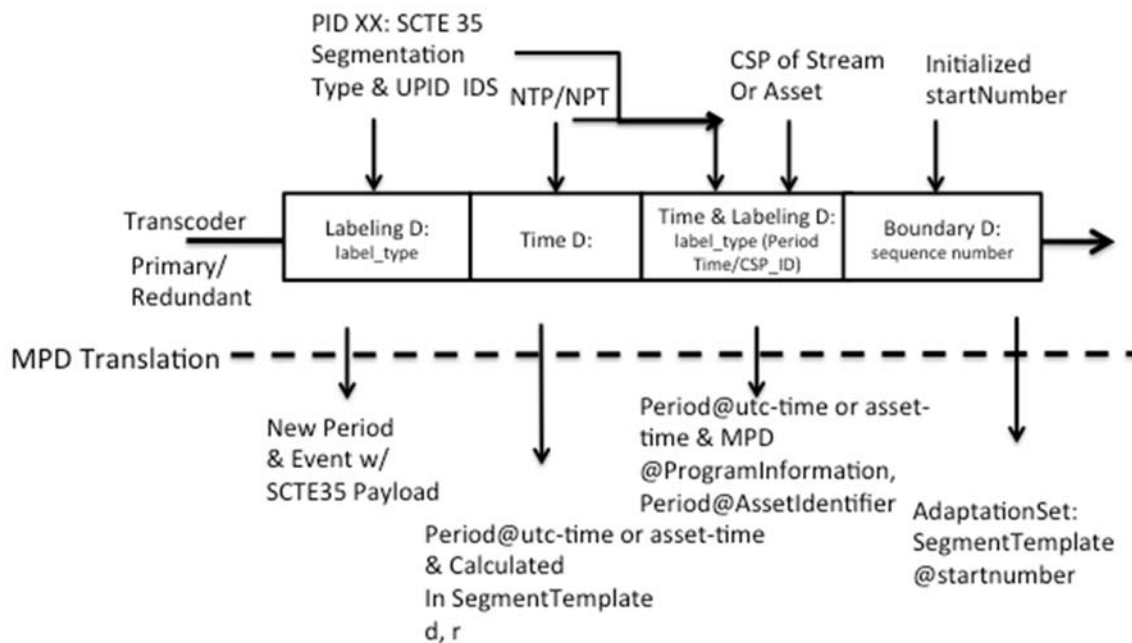 PID XX: SCTE 35
Segmentation
Type & UPID IDS
NTP/NPT
CSP of Stream
Or Asset
Initialized
startNumber
Transcoder
Primary/
Redundant
Labeling D:
label_type
Time D:
Time & Labeling D:
label_type (Period
Time/CSP_ID)
Boundary D:
sequence number
MPD Translation
New Period
& Event w/
SCTE35 Payload
Period@utc-time or asset-time
& Calculated
In SegmentTemplate
d, r
Period@utc-time or asset-
time & MPD
@ProgramInformation,
Period@AssetIdentifier
AdaptationSet:
SegmentTemplate
@startnumber